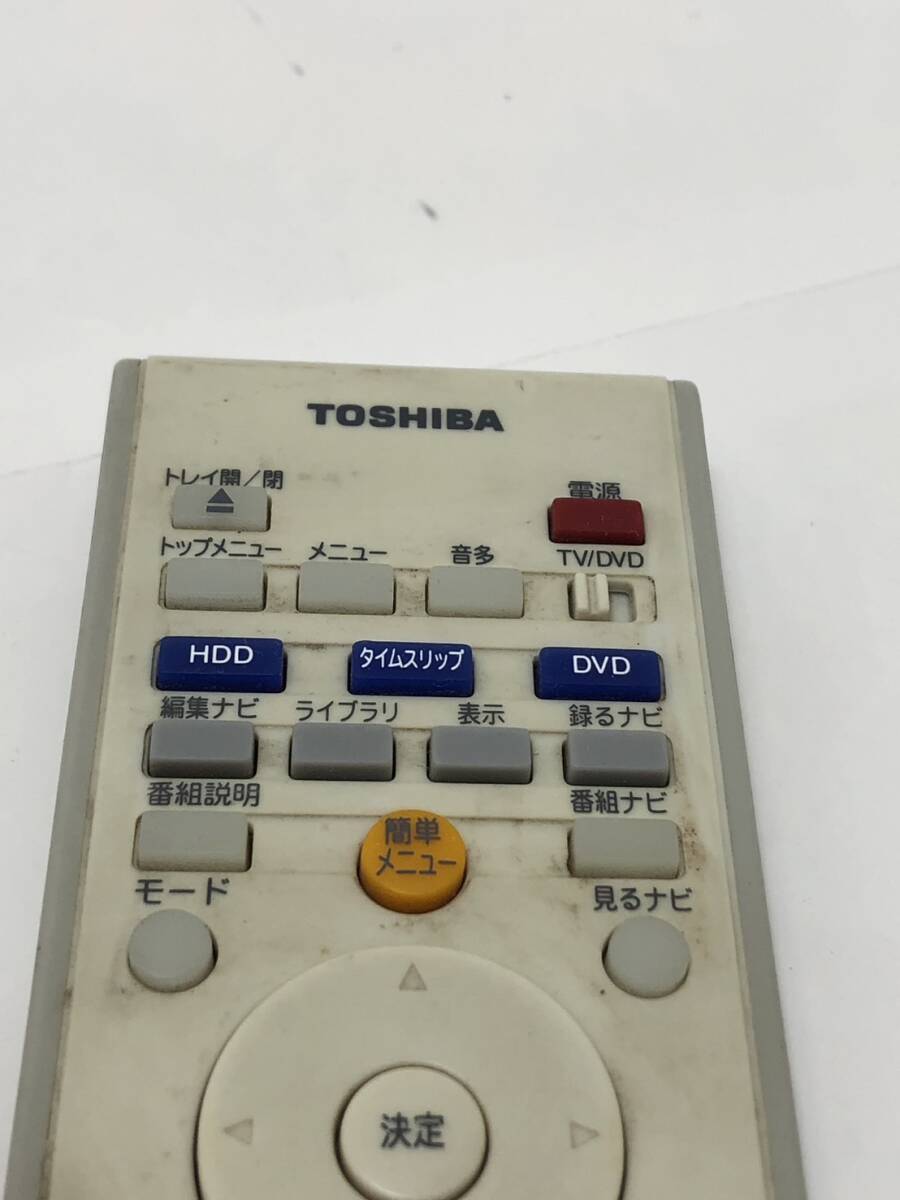 TOSHIBA
トレイ開／閉
電源
トップメニュー
メニュー
音多
TV/DVD
HDD
タイムスリップ
DVD
編集ナビ
ライブラリ
表示
録るナビ
番組説明
簡単
メニュー
番組ナビ
モード
見るナビ
決定